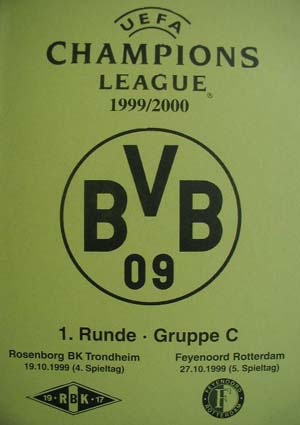 UEFA
CHAMPIONS
LEAGUE®
1999/2000
BVB
09
1. Runde · Gruppe C
Rosenborg BK Trondheim
19.10.1999 (4. Spieltag)
Feyenoord Rotterdam
27.10.1999 (5. Spieltag)
19 RBK 17
FEYENOORD
F
ROTTERDAM